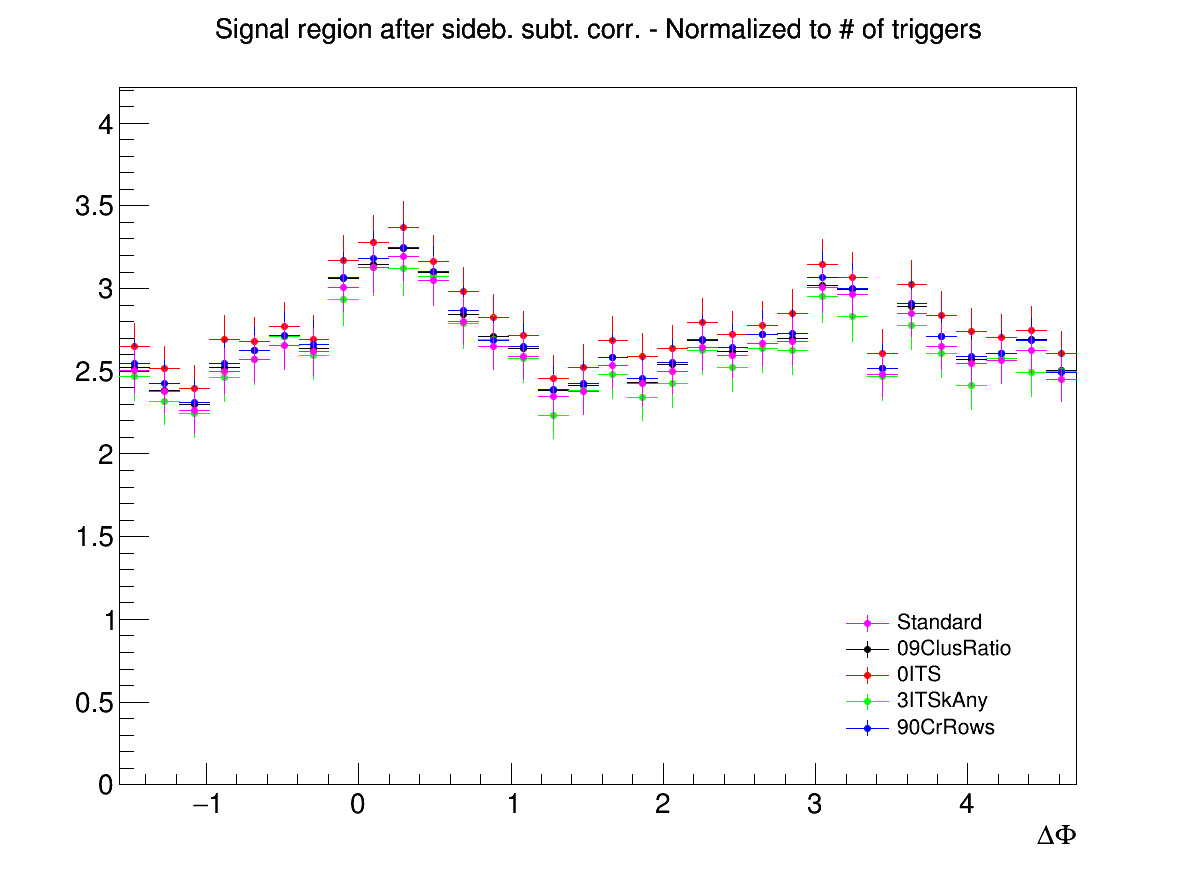 Signal region after sideb. subt. corr. - Normalized to # of triggers
4
3.5
3
2.5
2
1.5
1
0.5
0
−1 0 1 2 3 4
ΔΦ
Standard
09ClusRatio
0ITS
3ITSkAny
90CrRows